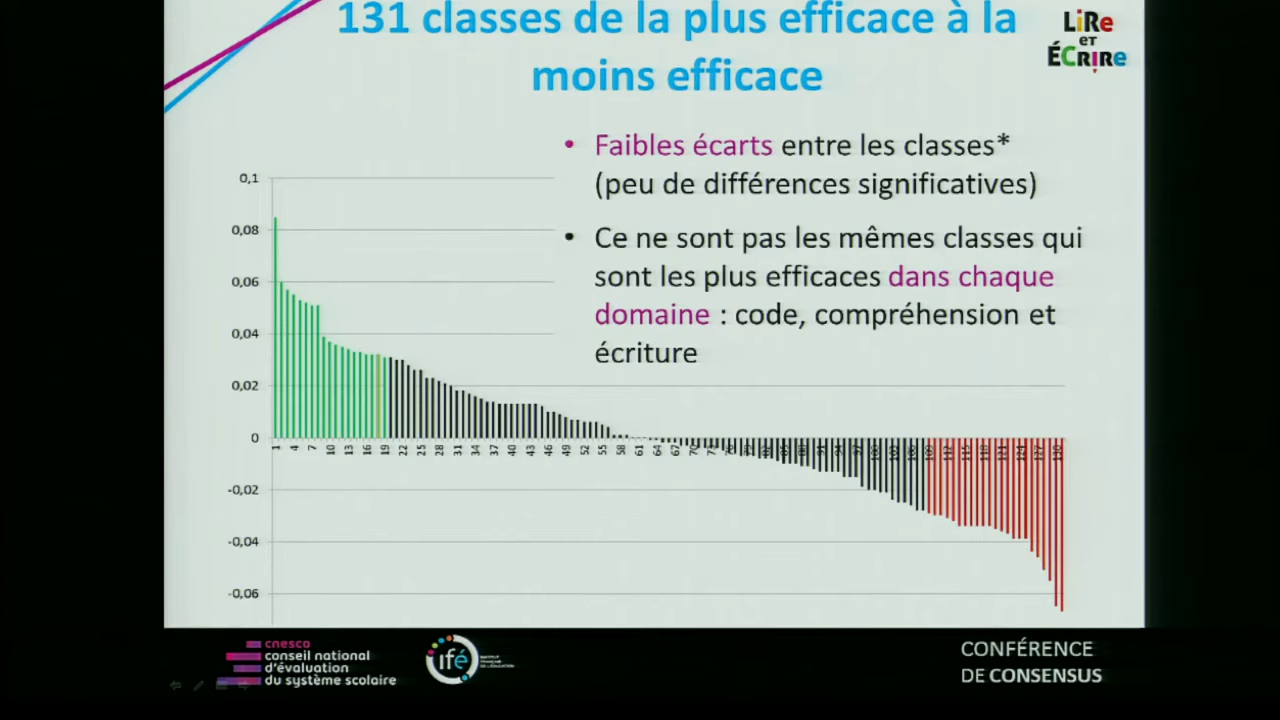 131 classes de la plus efficace à la
moins efficace
LiRe
ET
ÉCRIRe
• Faibles écarts entre les classes*
(peu de différences significatives)
• Ce ne sont pas les mêmes classes qui
sont les plus efficaces dans chaque
domaine : code, compréhension et
écriture
0,1
0,08
0,06
0,04
0,02
0
-0,02
-0,04
-0,06
1 4 7 10 13 16 19 22 25 28 31 34 37 40 43 46 49 52 55 58 61 64 67 70 73
cnesco
conseil national
d'évaluation
du système scolaire
ifé
CONFÉRENCE
DE CONSENSUS